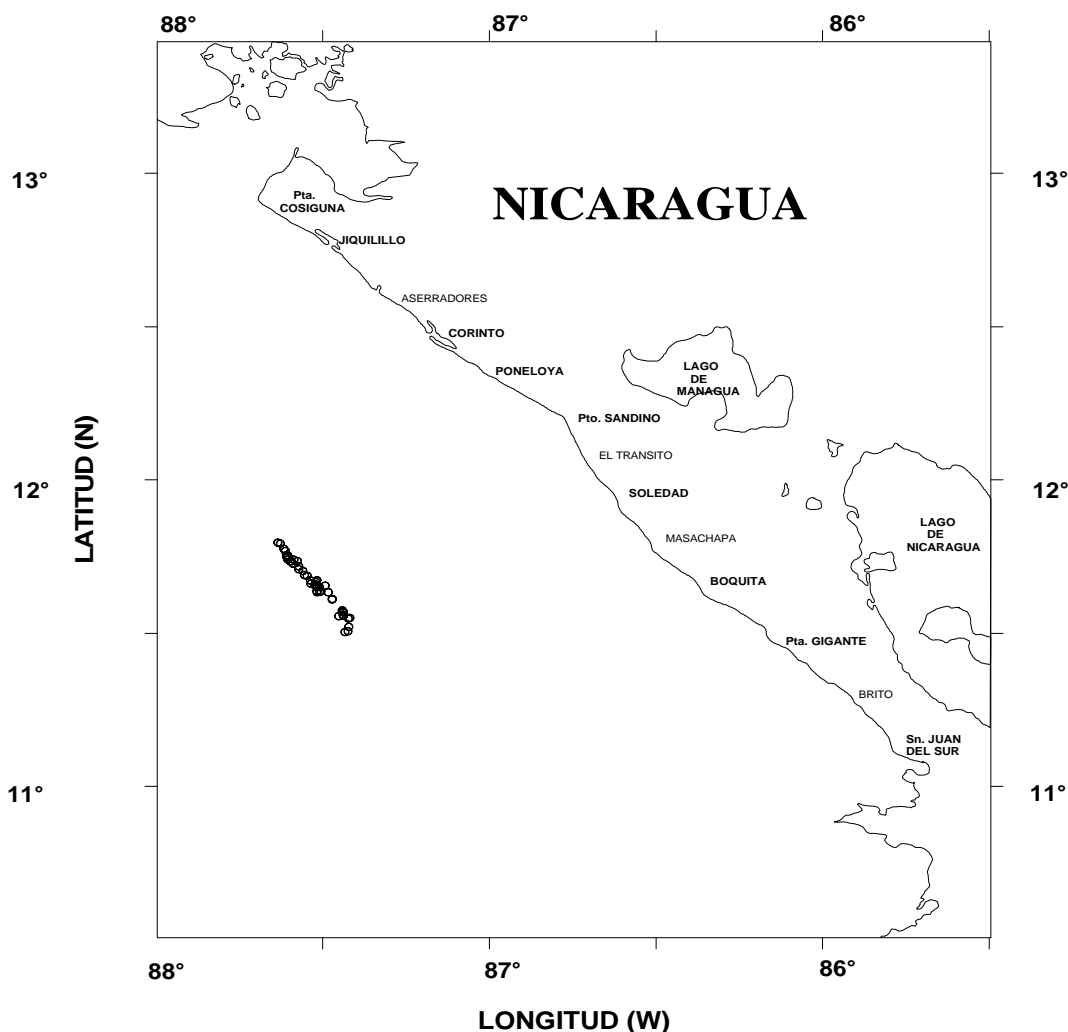 88°
87°
86°
13°
13°
NICARAGUA
Pta.
COSIGUNA
JIQUILILLO
ASERRADORES
CORINTO
PONELOYA
LAGO
DE
MANAGUA
Pto. SANDINO
EL TRANSITO
12°
12°
SOLEDAD
MASACHAPA
LAGO
DE
NICARAGUA
LATITUD (N)
BOQUITA
Pta. GIGANTE
BRITO
Sn. JUAN
DEL SUR
11°
11°
88°
87°
86°
LONGITUD (W)